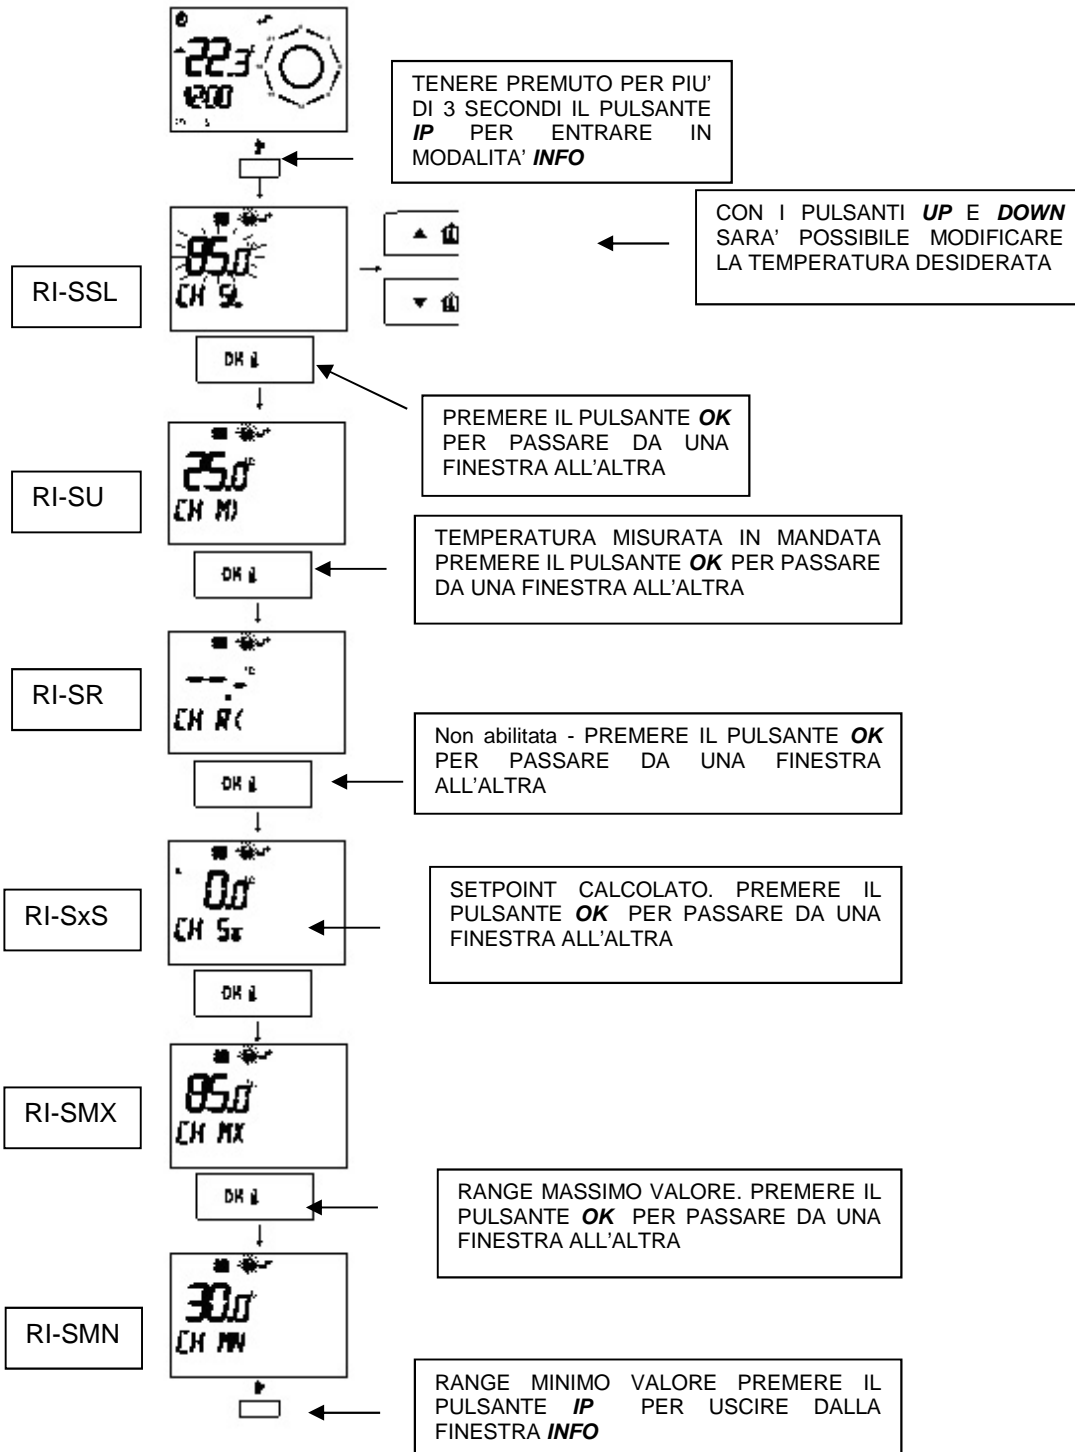 22.3
12:00
TENERE PREMUTO PER PIU'
DI 3 SECONDI IL PULSANTE
IP PER ENTRARE IN
MODALITA' INFO
CON I PULSANTI UP E DOWN
SARA' POSSIBILE MODIFICARE
LA TEMPERATURA DESIDERATA
RI-SSL
85.0°
CH SL
OK
PREMERE IL PULSANTE OK
PER PASSARE DA UNA
FINESTRA ALL'ALTRA
RI-SU
25.0°C
CH
OK
TEMPERATURA MISURATA IN MANDATA
PREMERE IL PULSANTE OK PER PASSARE
DA UNA FINESTRA ALL'ALTRA
RI-SR
--.-°C
CH R(
OK
Non abilitata - PREMERE IL PULSANTE OK
PER PASSARE DA UNA FINESTRA
ALL'ALTRA
RI-SxS
0.0°C
CH Sx
OK
SETPOINT CALCOLATO. PREMERE IL
PULSANTE OK PER PASSARE DA UNA
FINESTRA ALL'ALTRA
RI-SMX
85.0°
CH MX
OK
RANGE MASSIMO VALORE. PREMERE IL
PULSANTE OK PER PASSARE DA UNA
FINESTRA ALL'ALTRA
RI-SMN
30.0°
CH MN
RANGE MINIMO VALORE PREMERE IL
PULSANTE IP PER USCIRE DALLA
FINESTRA INFO